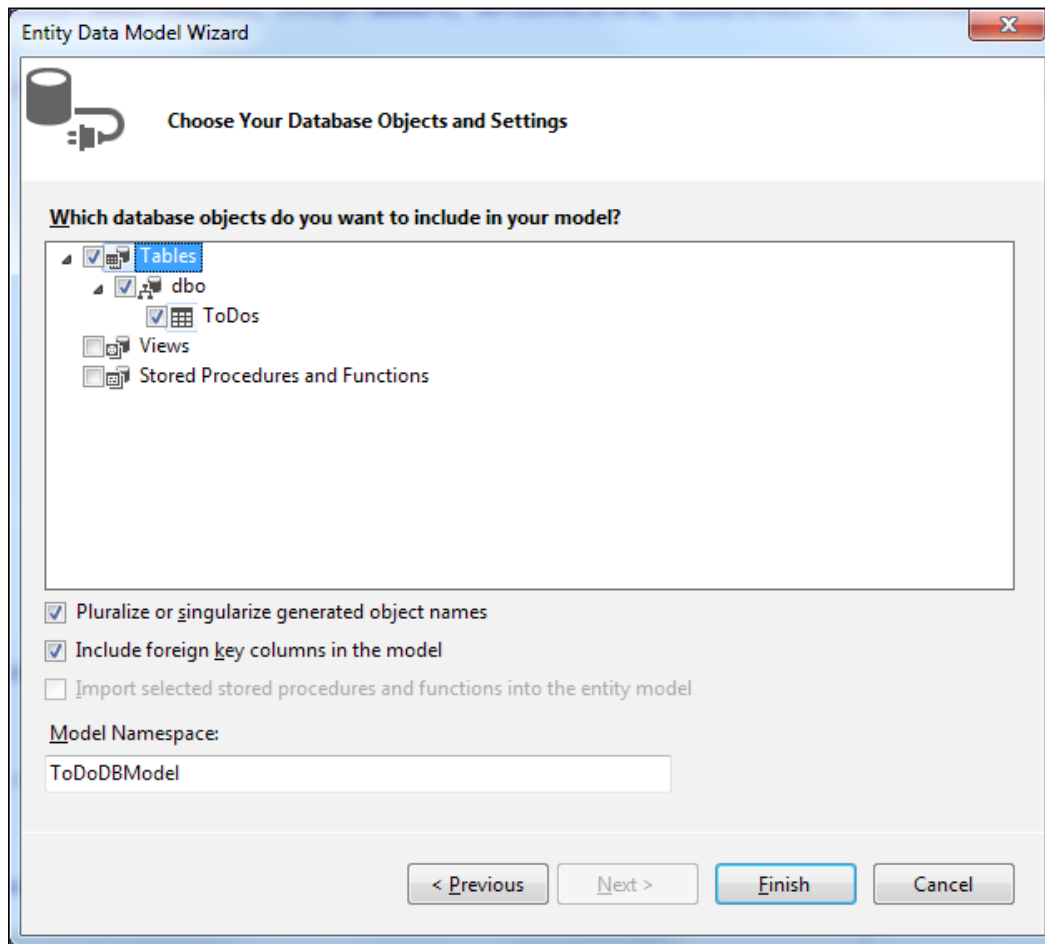 Entity Data Model Wizard
Choose Your Database Objects and Settings
Which database objects do you want to include in your model?
Tables
dbo
ToDos
Views
Stored Procedures and Functions
Pluralize or singularize generated object names
Include foreign key columns in the model
Import selected stored procedures and functions into the entity model
Model Namespace:
ToDoDBModel
< Previous Next > Finish Cancel